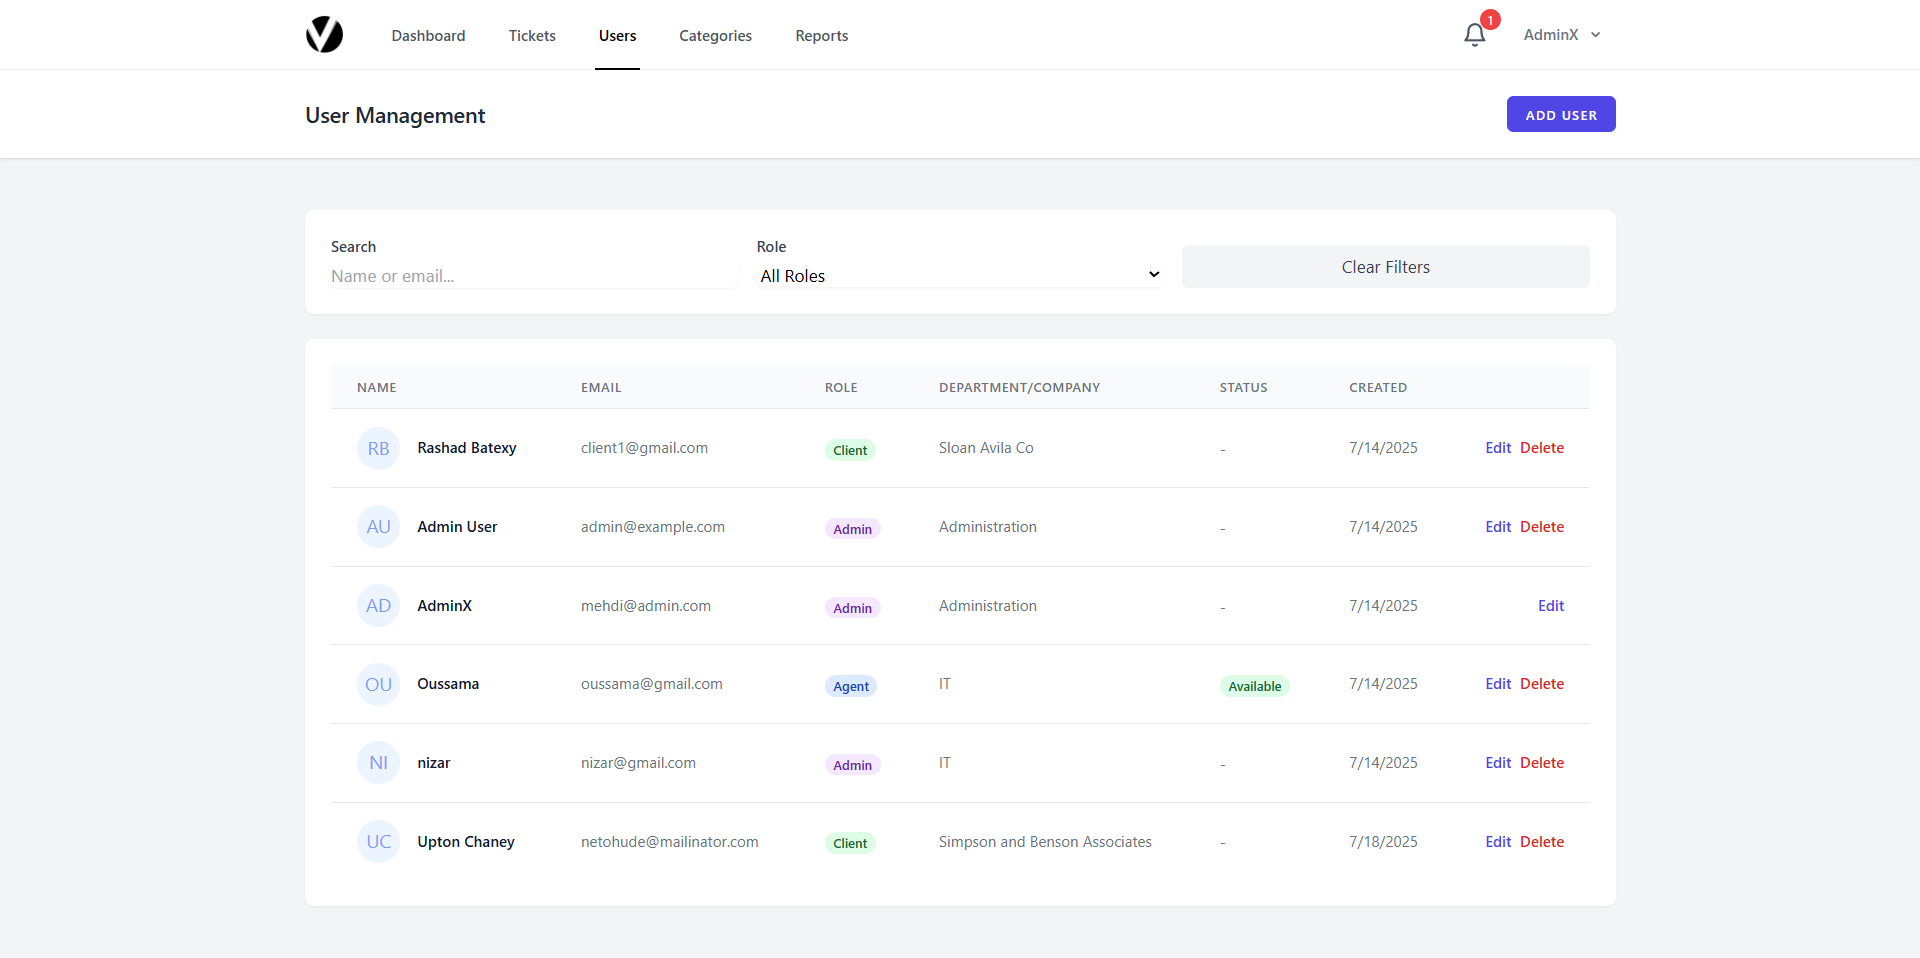 Dashboard Tickets Users Categories Reports 1 AdminX
User Management ADD USER
Search Role
Name or email... All Roles Clear Filters
NAME EMAIL ROLE DEPARTMENT/COMPANY STATUS CREATED
RB Rashad Batexy client1@gmail.com Client Sloan Avila Co - 7/14/2025 Edit Delete
AU Admin User admin@example.com Admin Administration - 7/14/2025 Edit Delete
AD AdminX mehdi@admin.com Admin Administration - 7/14/2025 Edit
OU Oussama oussama@gmail.com Agent IT Available 7/14/2025 Edit Delete
NI nizar nizar@gmail.com Admin IT - 7/14/2025 Edit Delete
UC Upton Chaney netohude@mailinator.com Client Simpson and Benson Associates - 7/18/2025 Edit Delete